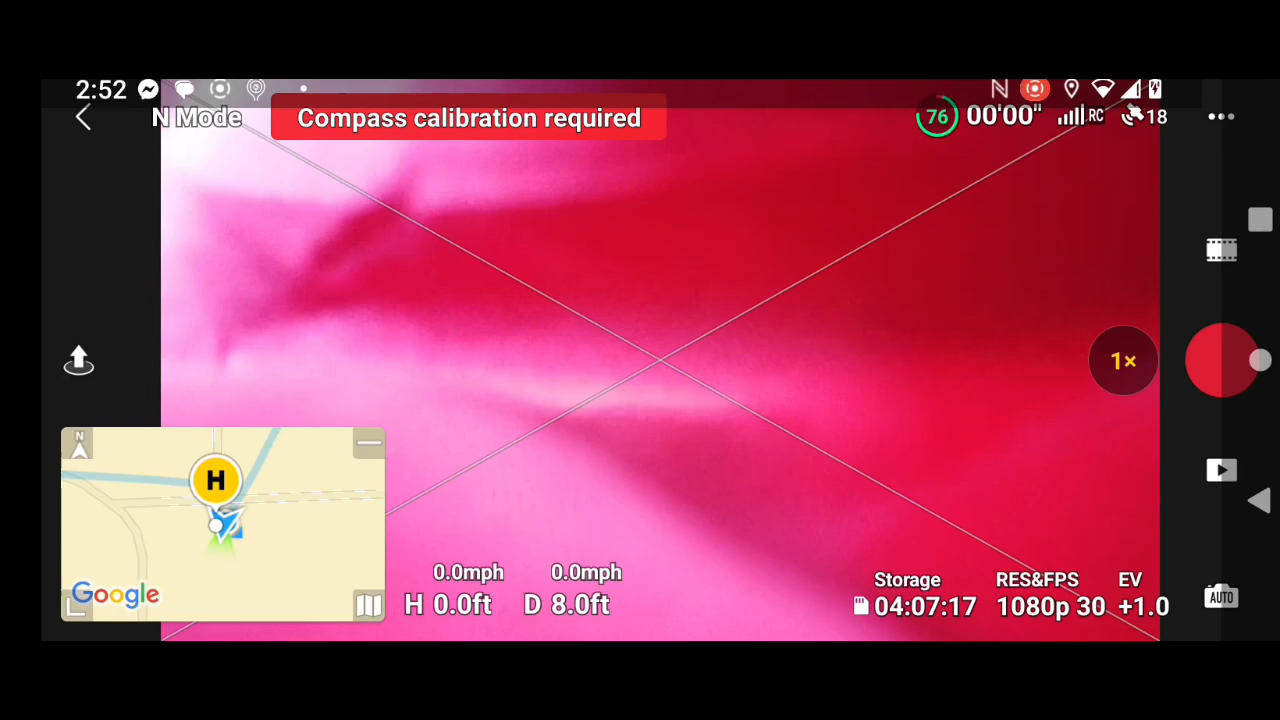 2:52
N Mode
Compass calibration required
76
00'00"
RC
18
1×
N
H
Google
0.0mph 0.0mph
H 0.0ft D 8.0ft
Storage RES&FPS EV
04:07:17 1080p 30 +1.0
AUTO